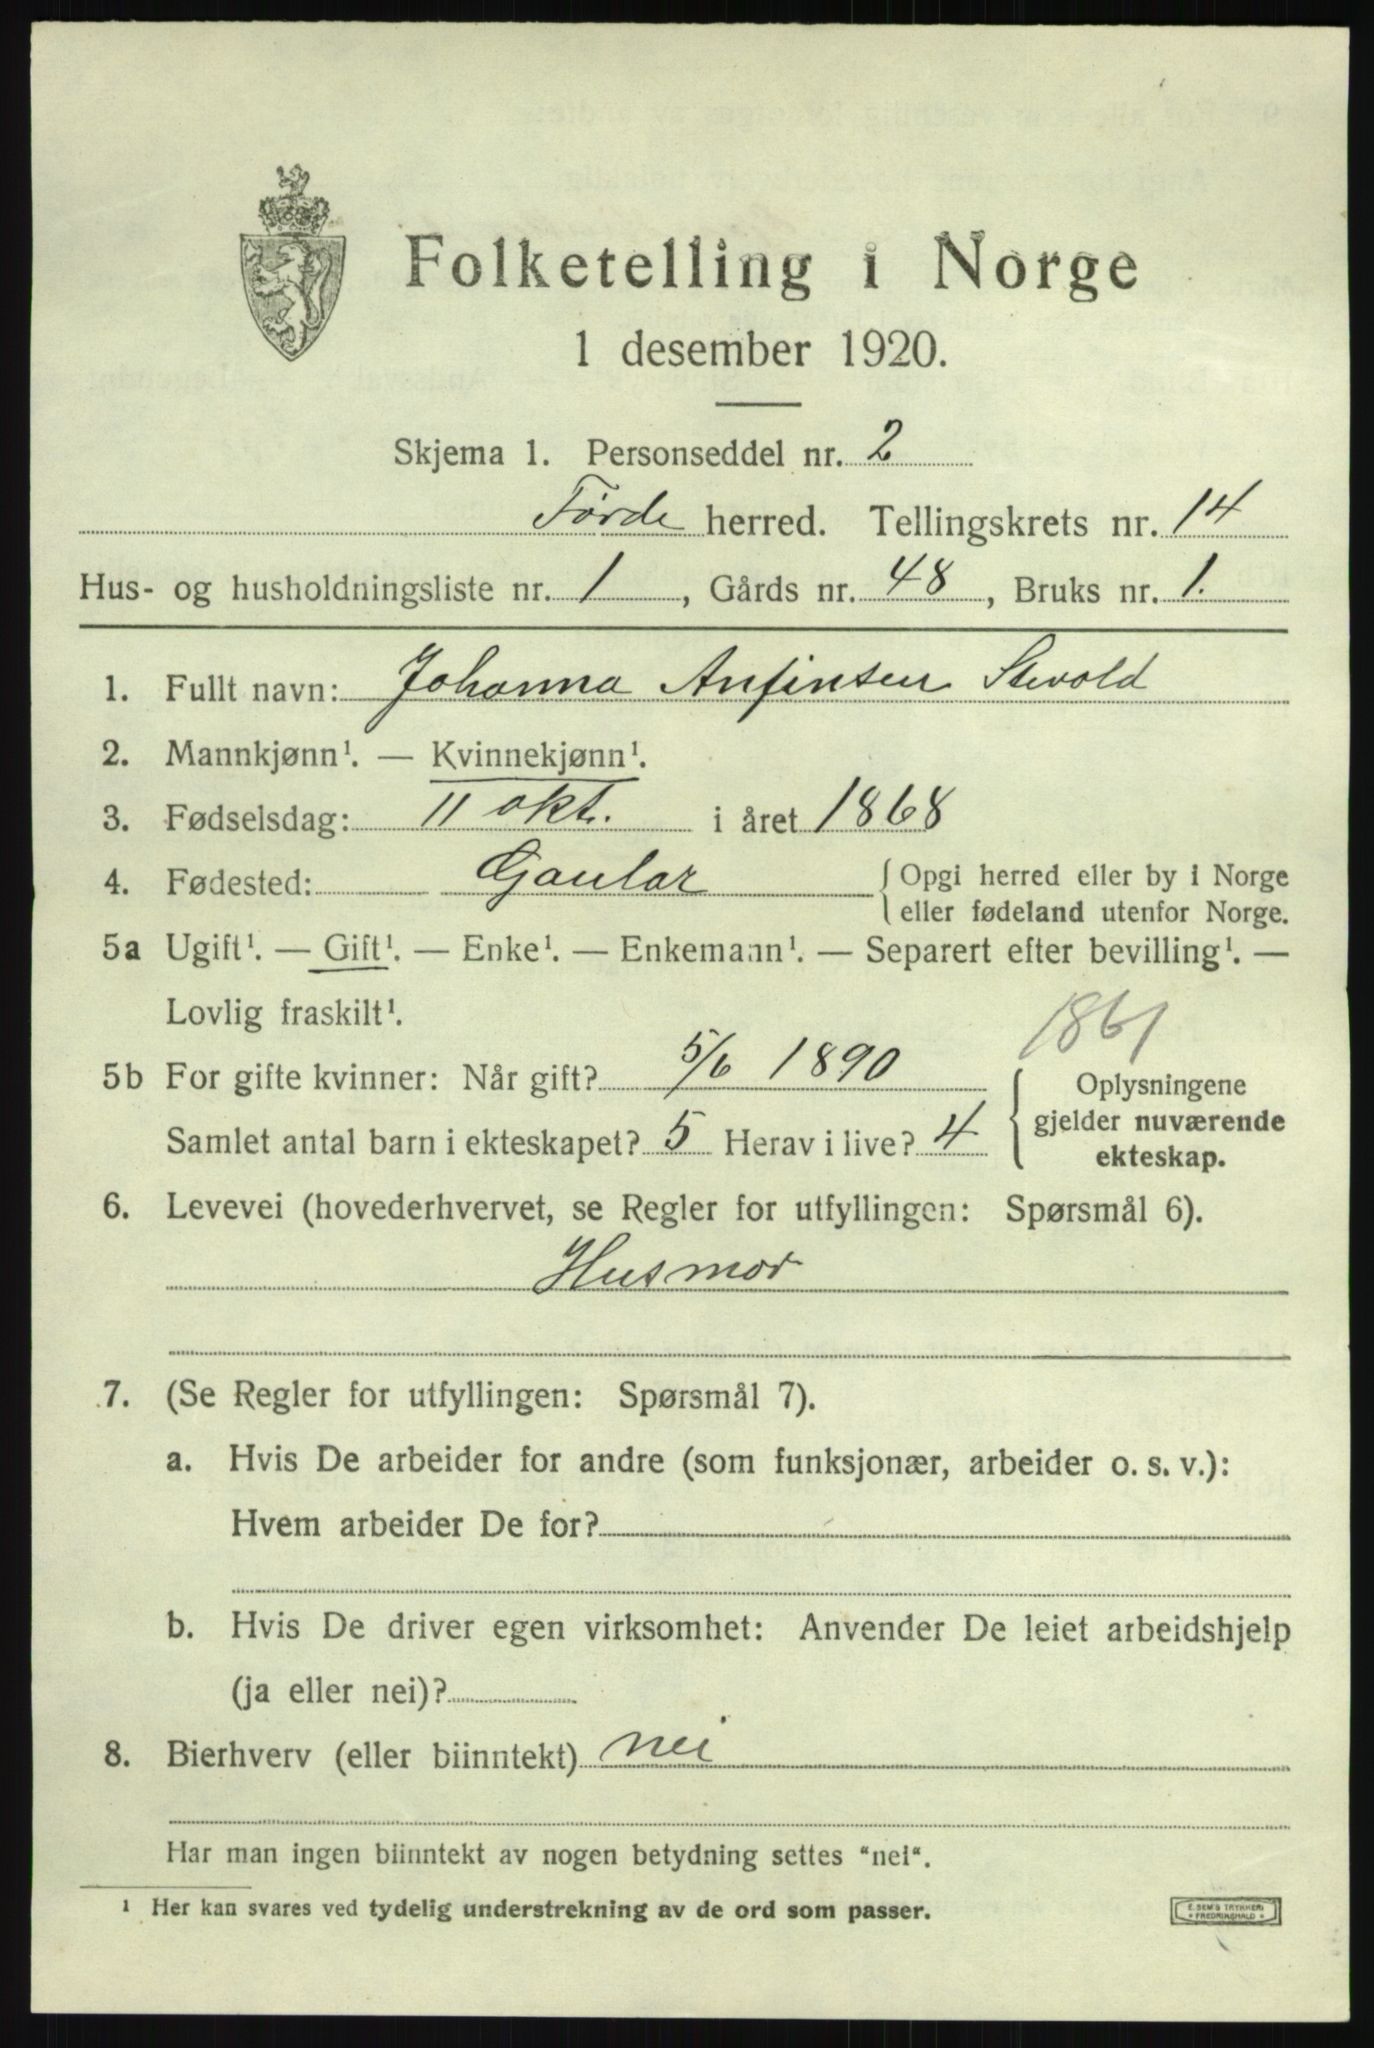 Folketelling i Norge
1 desember 1920.
Skjema 1. Personseddel nr. 2
Førde herred. Tellingskrets nr. 14
Hus- og husholdningsliste nr. 1, Gårds nr. 48, Bruks nr. 1.
1. Fullt navn: Johanna Anfinsen Stevold
2. Mannkjønn¹. — Kvinnekjønn¹.
3. Fødselsdag: 11 okt. i året 1868
4. Fødested: Gaular { Opgi herred eller by i Norge
eller fødeland utenfor Norge.
5a Ugift¹. — Gift¹. — Enke¹. — Enkemann¹. — Separert efter bevilling¹. —
Lovlig fraskilt¹.
1861
5b For gifte kvinner: Når gift? 5/6 1890
Samlet antal barn i ekteskapet? 5 Herav i live? 4
{ Oplysningene
gjelder nuværende
ekteskap.
6. Levevei (hovederhvervet, se Regler for utfyllingen: Spørsmål 6).
Husmor
7. (Se Regler for utfyllingen: Spørsmål 7).
a. Hvis De arbeider for andre (som funksjonær, arbeider o. s. v.):
Hvem arbeider De for?
b. Hvis De driver egen virksomhet: Anvender De leiet arbeidshjelp
(ja eller nei)?
8. Bierhverv (eller biinntekt) nei
Har man ingen biinntekt av nogen betydning settes “nei“.
¹ Her kan svares ved tydelig understrekning av de ord som passer.
E. SEM'S TRYKKERI
FREDRIKSHALD